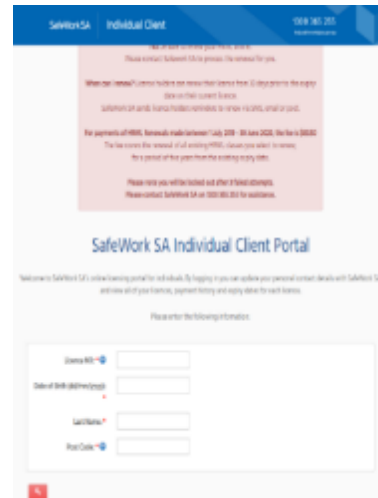 SafeWork SA
Individual Client
1300 365 255
Please contact SafeWork SA to process the renewal for you.
When can I renew? Licence holders can renew their licence from 32 days prior to the expiry
date on their current licence.
SafeWork SA sends licence holders reminders to renew via SMS, email or post.
For payments of HRWL Renewals made between 1 July 2019 - 30 June 2020, the fee is
The fee covers the renewal of all existing HRWL classes you select to renew,
for a period of five years from the existing expiry date.
Please note you will be locked out after 3 failed attempts.
Please contact SafeWork SA on 1300 365 255 for assistance.
SafeWork SA Individual Client Portal
Welcome to SafeWork SA's online licensing portal for individuals. By logging in you can update your personal contact details with SafeWork SA
and view all of your licences, payment history and expiry dates for each licence.
Please enter the following information.
Licence NO: *
Date of Birth (dd/mm/yyyy):
*
Last Name: *
Post Code: *